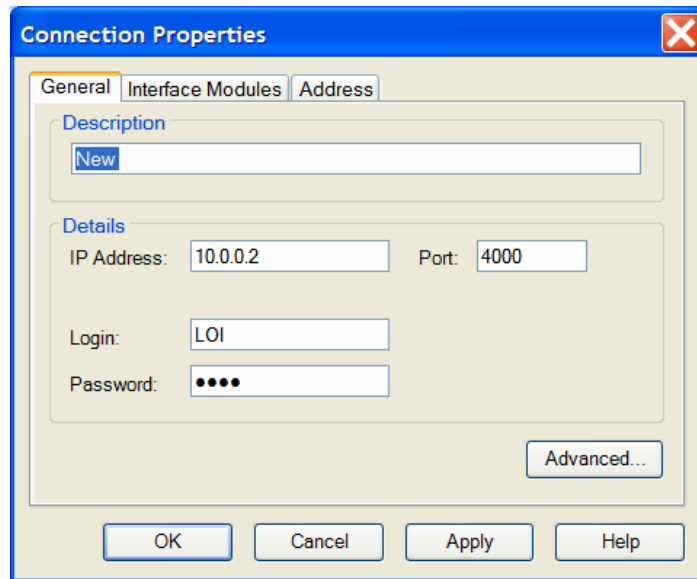 Connection Properties
General Interface Modules Address
Description
New
Details
IP Address: 10.0.0.2 Port: 4000
Login: LOI
Password: ●●●●
Advanced...
OK Cancel Apply Help